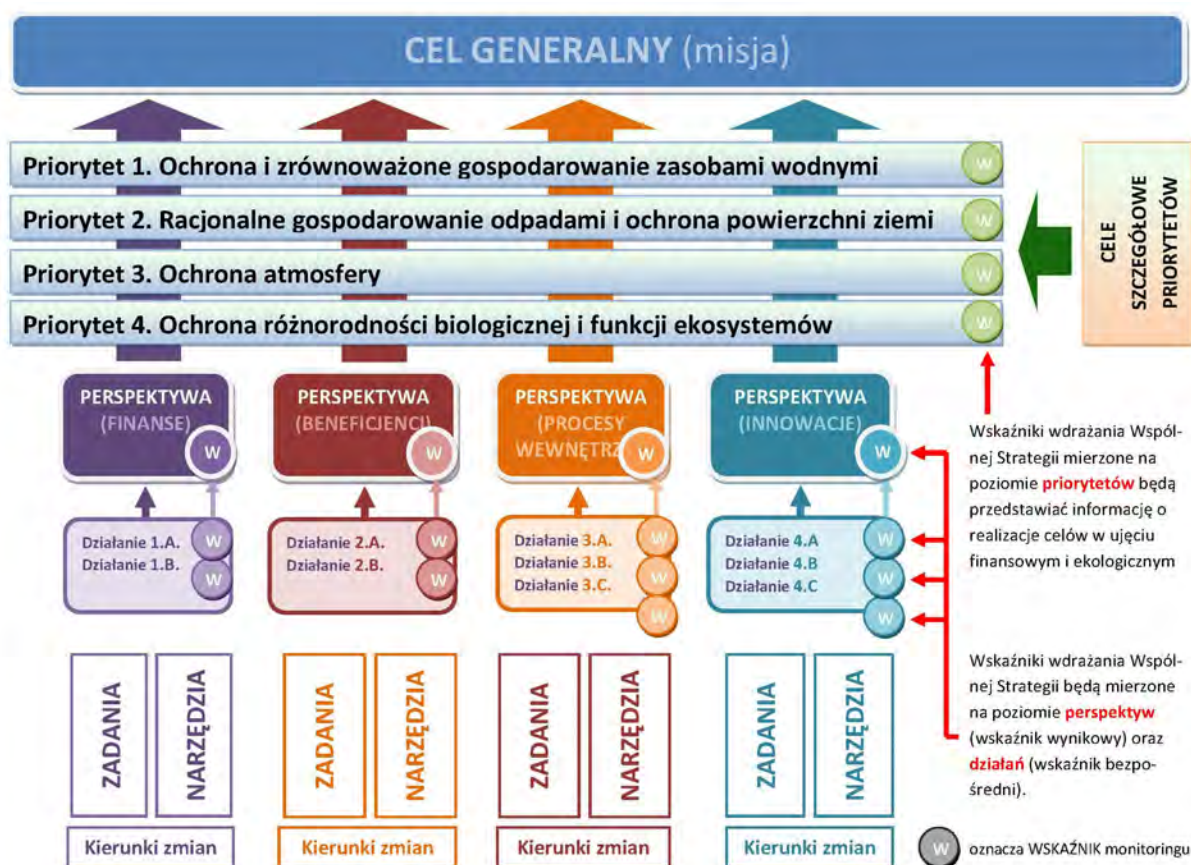 CEL GENERALNY (misja)
Priorytet 1. Ochrona i zrównoważone gospodarowanie zasobami wodnymi
W
Priorytet 2. Racjonalne gospodarowanie odpadami i ochrona powierzchni ziemi
W
Priorytet 3. Ochrona atmosfery
W
Priorytet 4. Ochrona różnorodności biologicznej i funkcji ekosystemów
W
CELE
SZCZEGÓŁOWE
PRIORYTETÓW
PERSPEKTYWA
(FINANSE)
W
PERSPEKTYWA
(BENEFICJENCI)
W
PERSPEKTYWA
(PROCESY
WEWNĘTRZ
W
PERSPEKTYWA
(INNOWACJE)
W
Wskaźniki wdrażania Wspól-
nej Strategii mierzone na
poziomie priorytetów będą
przedstawiać informację o
realizacje celów w ujęciu
finansowym i ekologicznym
Działanie 1.A.
Działanie 1.B.
W
W
Działanie 2.A.
Działanie 2.B.
W
W
Działanie 3.A.
Działanie 3.B.
Działanie 3.C.
W
W
W
Działanie 4.A
Działanie 4.B
Działanie 4.C
W
W
W
Wskaźniki wdrażania Wspól-
nej Strategii będą mierzone
na poziomie perspektyw
(wskaźnik wynikowy) oraz
działań (wskaźnik bezpo-
średni).
ZADANIA
NARZĘDZIA
ZADANIA
NARZĘDZIA
ZADANIA
NARZĘDZIA
ZADANIA
NARZĘDZIA
Kierunki zmian
Kierunki zmian
Kierunki zmian
Kierunki zmian
W
oznacza WSKAŹNIK monitoringu